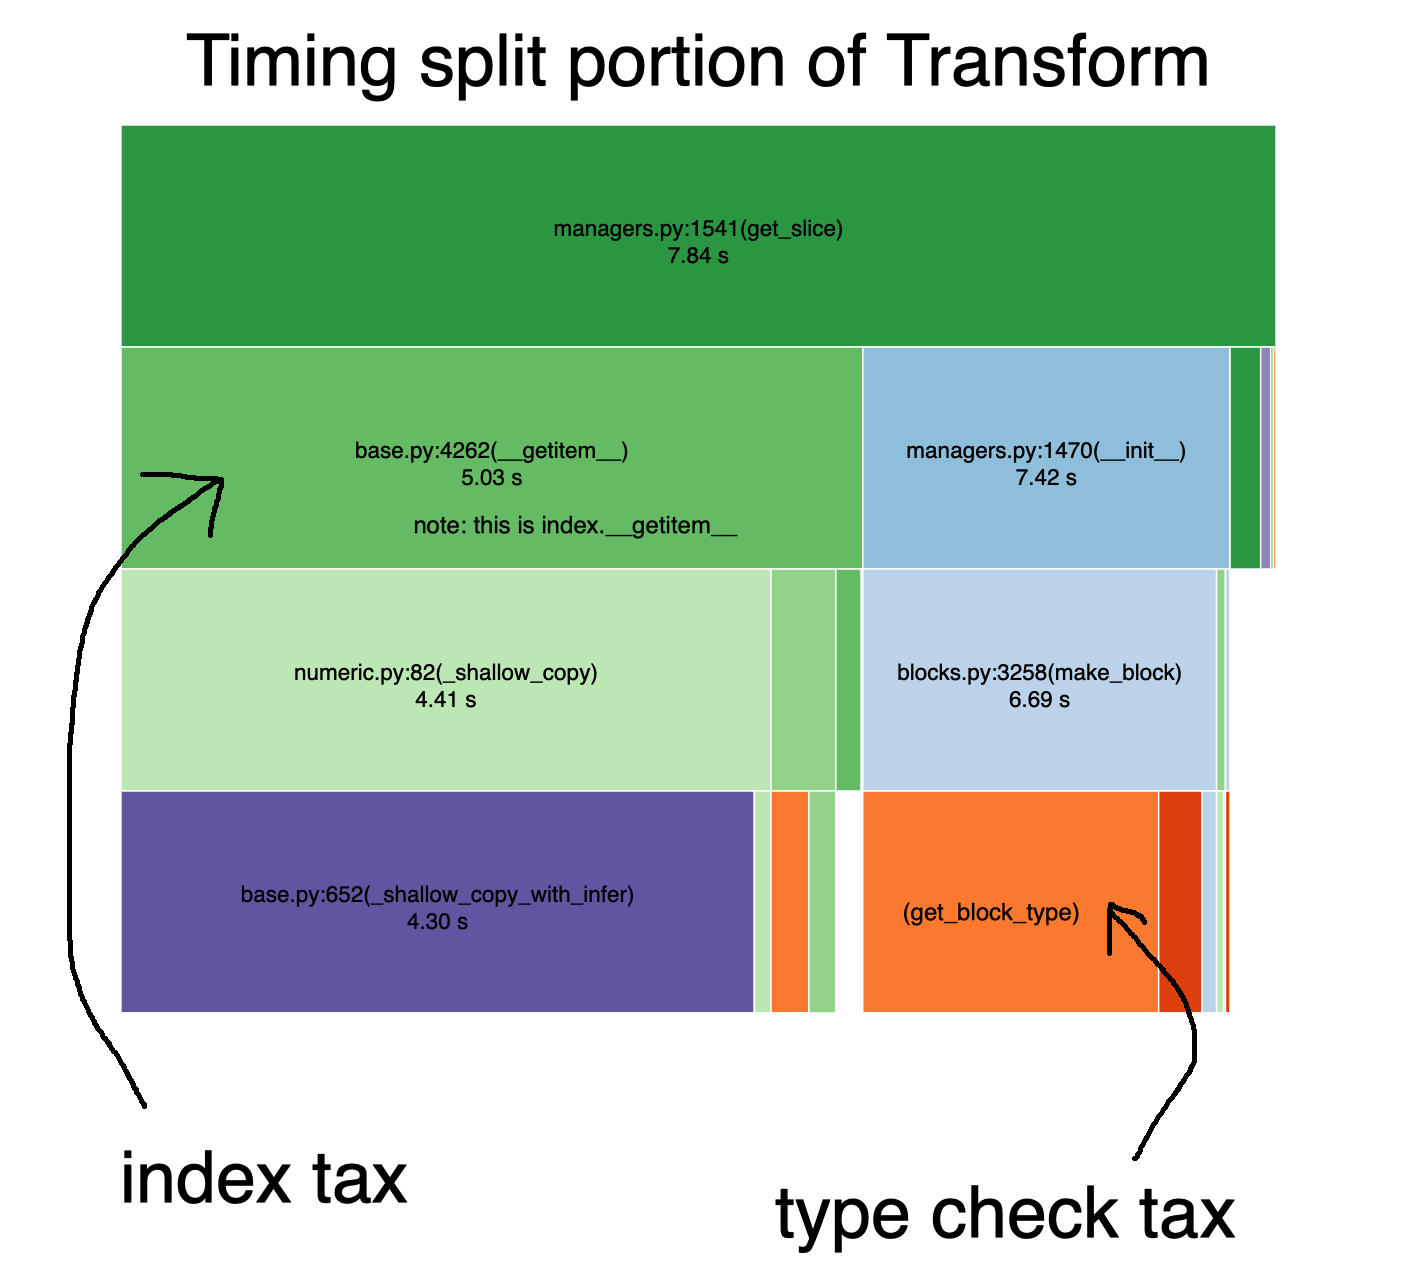 Timing split portion of Transform
managers.py:1541(get_slice)
7.84 s
base.py:4262(__getitem__)
5.03 s
note: this is index.__getitem__
managers.py:1470(__init__)
7.42 s
numeric.py:82(_shallow_copy)
4.41 s
blocks.py:3258(make_block)
6.69 s
base.py:652(_shallow_copy_with_infer)
4.30 s
(get_block_type)
index tax
type check tax